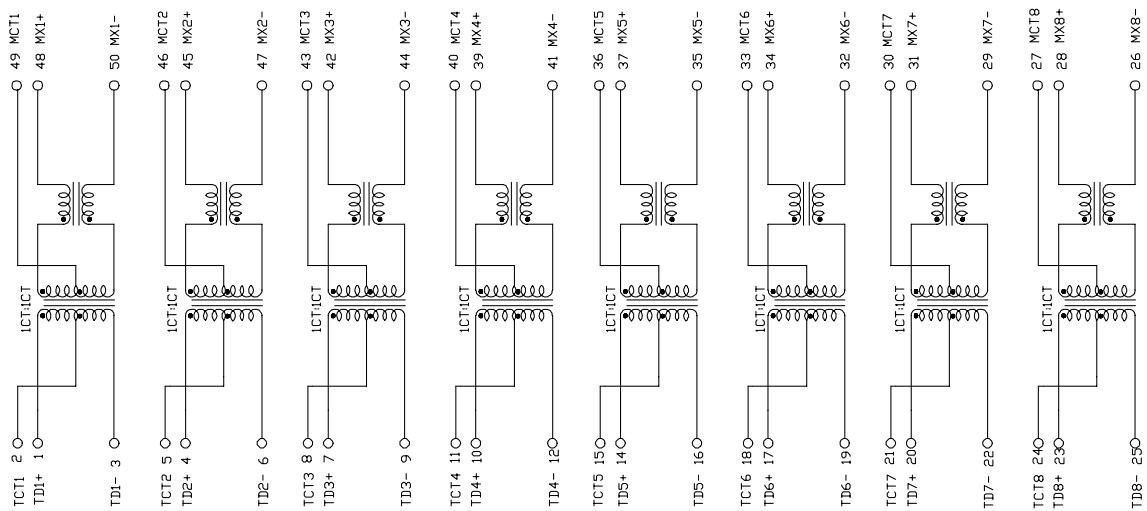 49 MCT1
48 MX1+
50 MX1-
46 MCT2
45 MX2+
47 MX2-
43 MCT3
42 MX3+
44 MX3-
40 MCT4
39 MX4+
41 MX4-
36 MCT5
37 MX5+
35 MX5-
33 MCT6
34 MX6+
32 MX6-
30 MCT7
31 MX7+
29 MX7-
27 MCT8
28 MX8+
26 MX8-
1CT:1CT
1CT:1CT
1CT:1CT
1CT:1CT
1CT:1CT
1CT:1CT
1CT:1CT
1CT:1CT
TCT1 2
TD1+ 1
TD1- 3
TCT2 5
TD2+ 4
TD2- 6
TCT3 8
TD3+ 7
TD3- 9
TCT4 11
TD4+ 10
TD4- 12
TCT5 15
TD5+ 14
TD5- 16
TCT6 18
TD6+ 17
TD6- 19
TCT7 21
TD7+ 20
TD7- 22
TCT8 24
TD8+ 23
TD8- 25